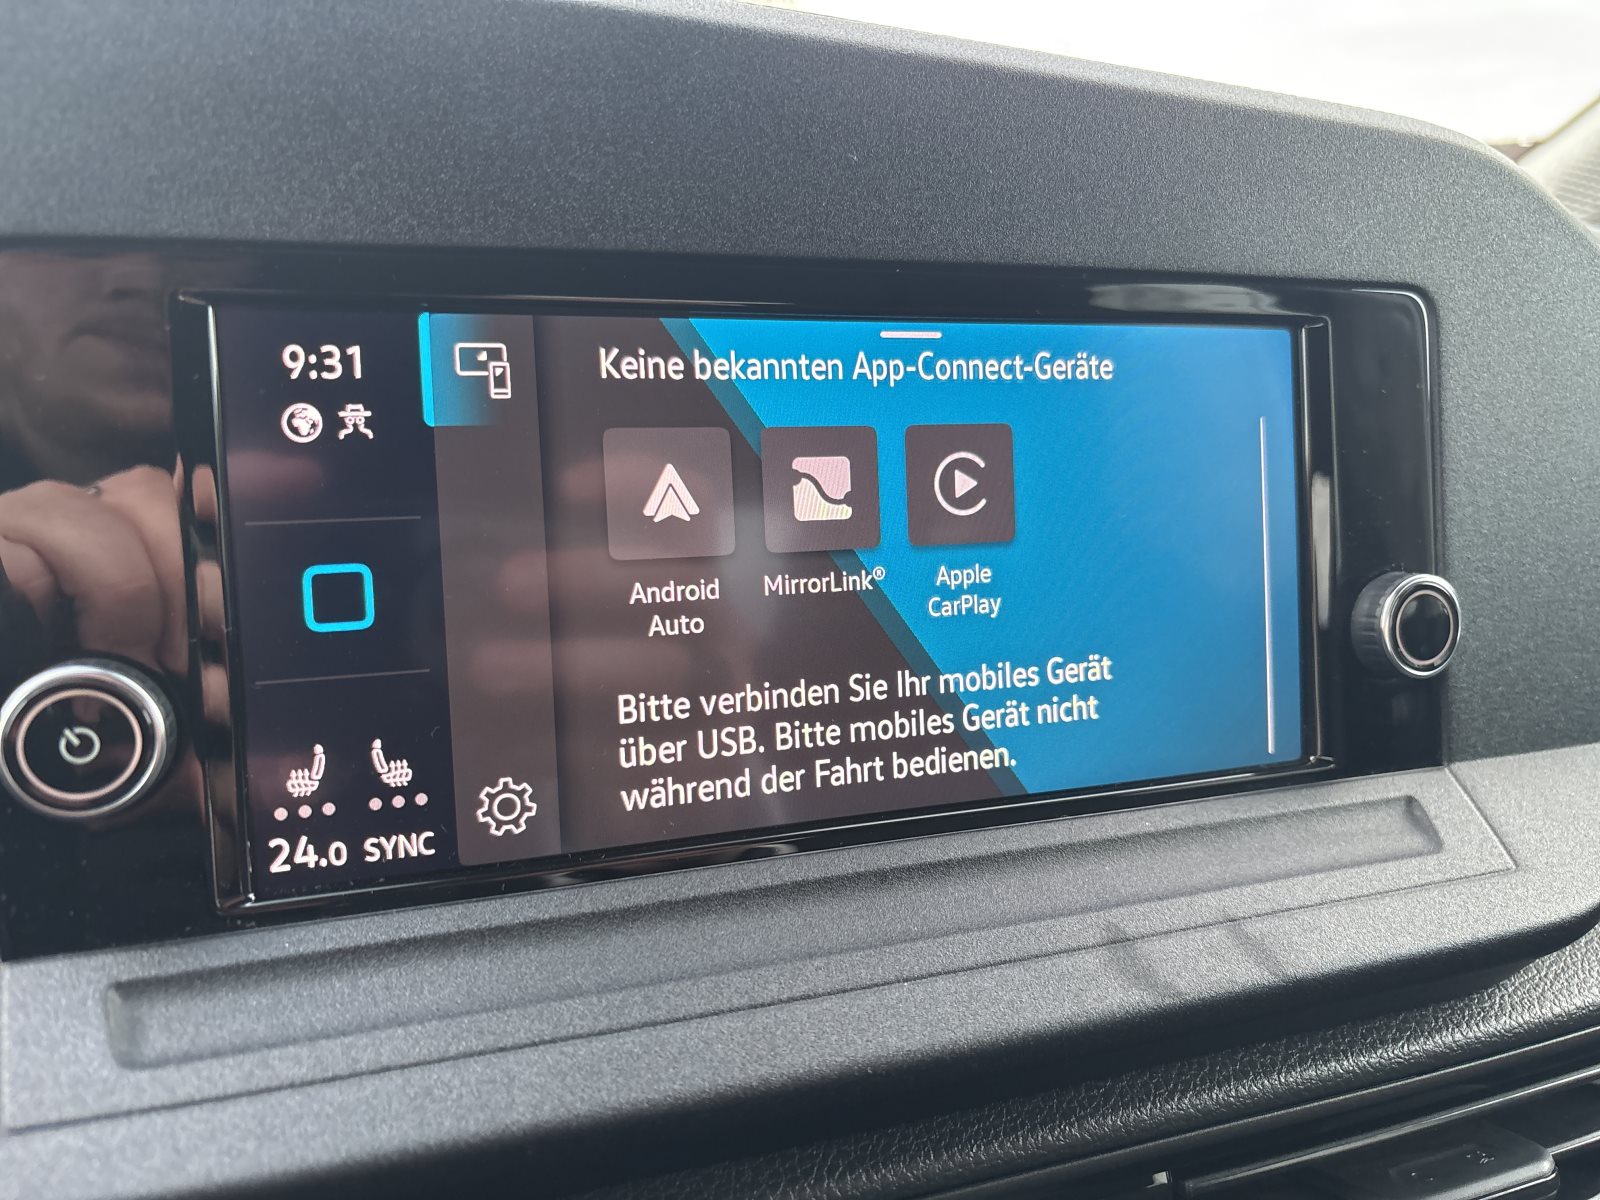 9:31
Keine bekannten App-Connect-Geräte
Android
Auto
MirrorLink®
Apple
CarPlay
Bitte verbinden Sie Ihr mobiles Gerät
über USB. Bitte mobiles Gerät nicht
während der Fahrt bedienen.
24.0 SYNC